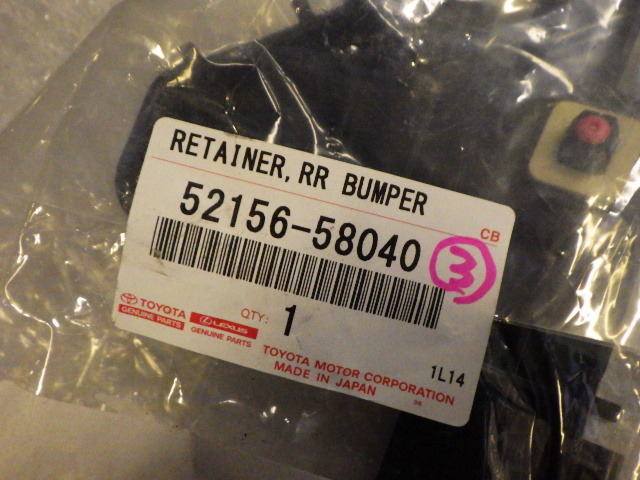 RETAINER, RR BUMPER
52156-58040
CB
3
TOYOTA
GENUINE PARTS
LEXUS
GENUINE PARTS
QTY: 1
TOYOTA MOTOR CORPORATION
MADE IN JAPAN
1L14